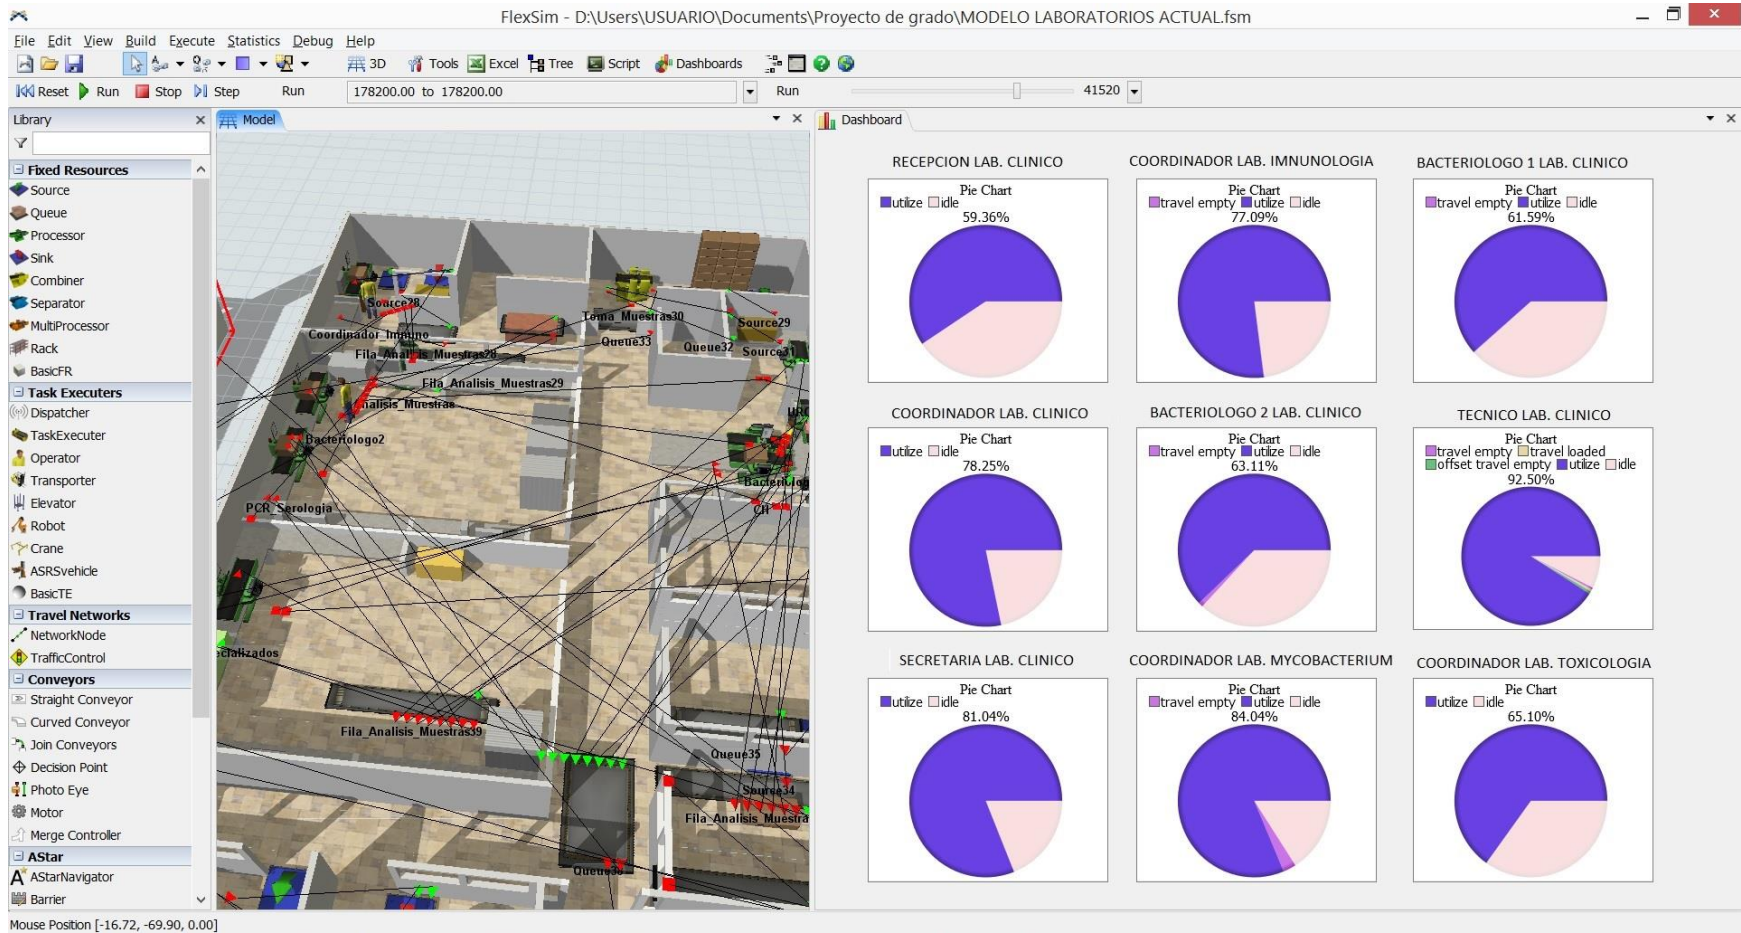 FlexSim - D:\Users\USUARIO\Documents\Proyecto de grado\MODELO LABORATORIOS ACTUAL.fsm
File Edit View Build Execute Statistics Debug Help
3D Tools Excel Tree Script Dashboards
Reset Run Stop Step Run 178200.00 to 178200.00 Run 41520
Library
Fixed Resources
Source
Queue
Processor
Sink
Combiner
Separator
MultiProcessor
Rack
BasicFR
Task Executers
Dispatcher
TaskExecuter
Operator
Transporter
Elevator
Robot
Crane
ASRSvehicle
BasicTE
Travel Networks
NetworkNode
TrafficControl
Conveyors
Straight Conveyor
Curved Conveyor
Join Conveyors
Decision Point
Photo Eye
Motor
Merge Controller
AStar
AStarNavigator
Barrier
Mouse Position [-16.72, -69.90, 0.00]
Model
Source28
Toma_Muestras30
Source29
Coordinador_Inmuno
Queue33
Queue32
Source31
Fila_Analisis_Muestras28
Fila_Analisis_Muestras29
Analisis_Muestras
Bacteriologo2
Bacteriolog
PCR_Serologia
CH
ecializados
Fila_Analisis_Muestras39
Queue35
Source34
Fila_Analisis_Muestra
Dashboard
RECEPCION LAB. CLINICO
Pie Chart
utilize idle
59.36%
COORDINADOR LAB. IMNUNOLOGIA
Pie Chart
travel empty utilize idle
77.09%
BACTERIOLOGO 1 LAB. CLINICO
Pie Chart
travel empty utilize idle
61.59%
COORDINADOR LAB. CLINICO
Pie Chart
utilize idle
78.25%
BACTERIOLOGO 2 LAB. CLINICO
Pie Chart
travel empty utilize idle
63.11%
TECNICO LAB. CLINICO
Pie Chart
travel empty travel loaded
offset travel empty utilize idle
92.50%
SECRETARIA LAB. CLINICO
Pie Chart
utilize idle
81.04%
COORDINADOR LAB. MYCOBACTERIUM
Pie Chart
travel empty utilize idle
84.04%
COORDINADOR LAB. TOXICOLOGIA
Pie Chart
utilize idle
65.10%